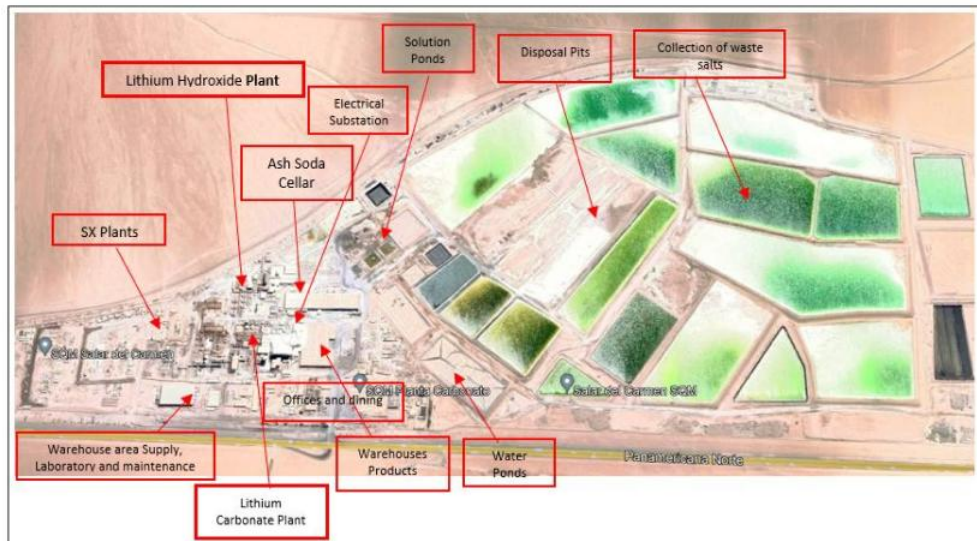 Solution
Ponds
Disposal Pits
Collection of waste
salts
Lithium Hydroxide Plant
Electrical
Substation
Ash Soda
Cellar
SX Plants
SQM Salar del Carmen
SQM Planta Carbonato
Salar del Carmen SQM
Offices and dining
Panamericana Norte
Warehouse area Supply,
Laboratory and maintenance
Warehouses
Products
Water
Ponds
Lithium
Carbonate Plant